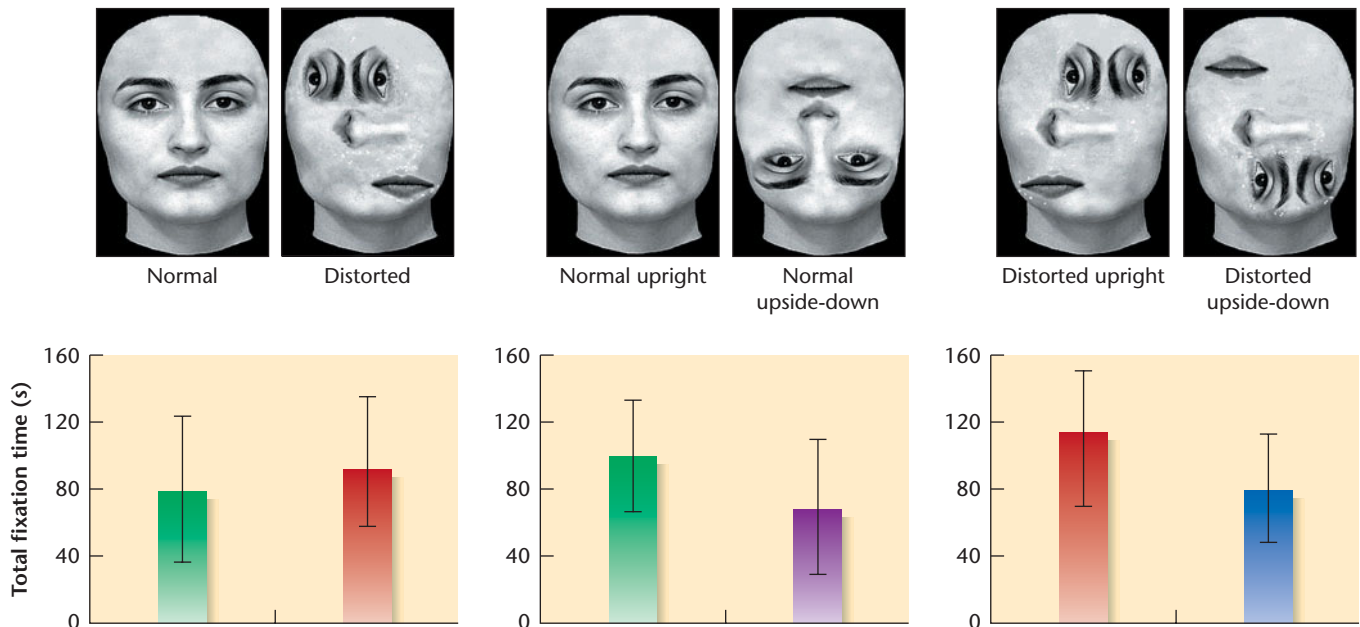 Normal
Distorted
Normal upright
Normal
upside-down
Distorted upright
Distorted
upside-down
Total fixation time (s)
160
120
80
40
0
160
120
80
40
0
160
120
80
40
0